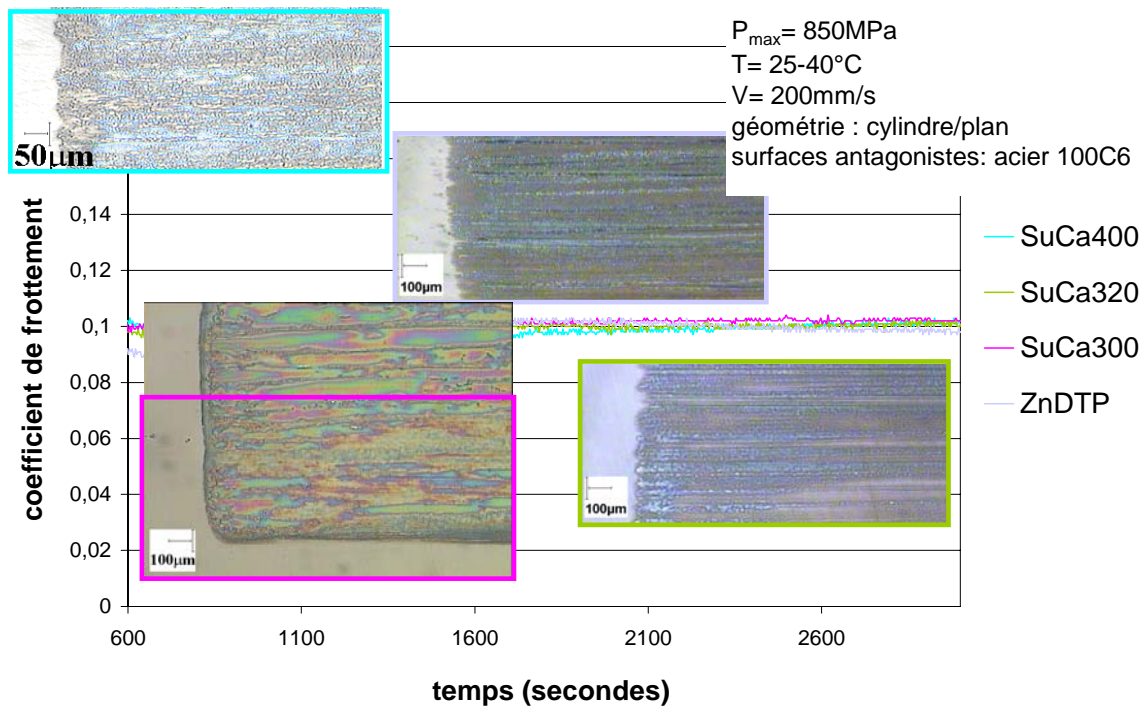 P_max= 850MPa
T= 25-40°C
V= 200mm/s
géométrie : cylindre/plan
surfaces antagonistes: acier 100C6
50µm
100µm
100µm
100µm
coefficient de frottement
0,14
0,12
0,1
0,08
0,06
0,04
0,02
0
600
1100
1600
2100
2600
temps (secondes)
SuCa400
SuCa320
SuCa300
ZnDTP